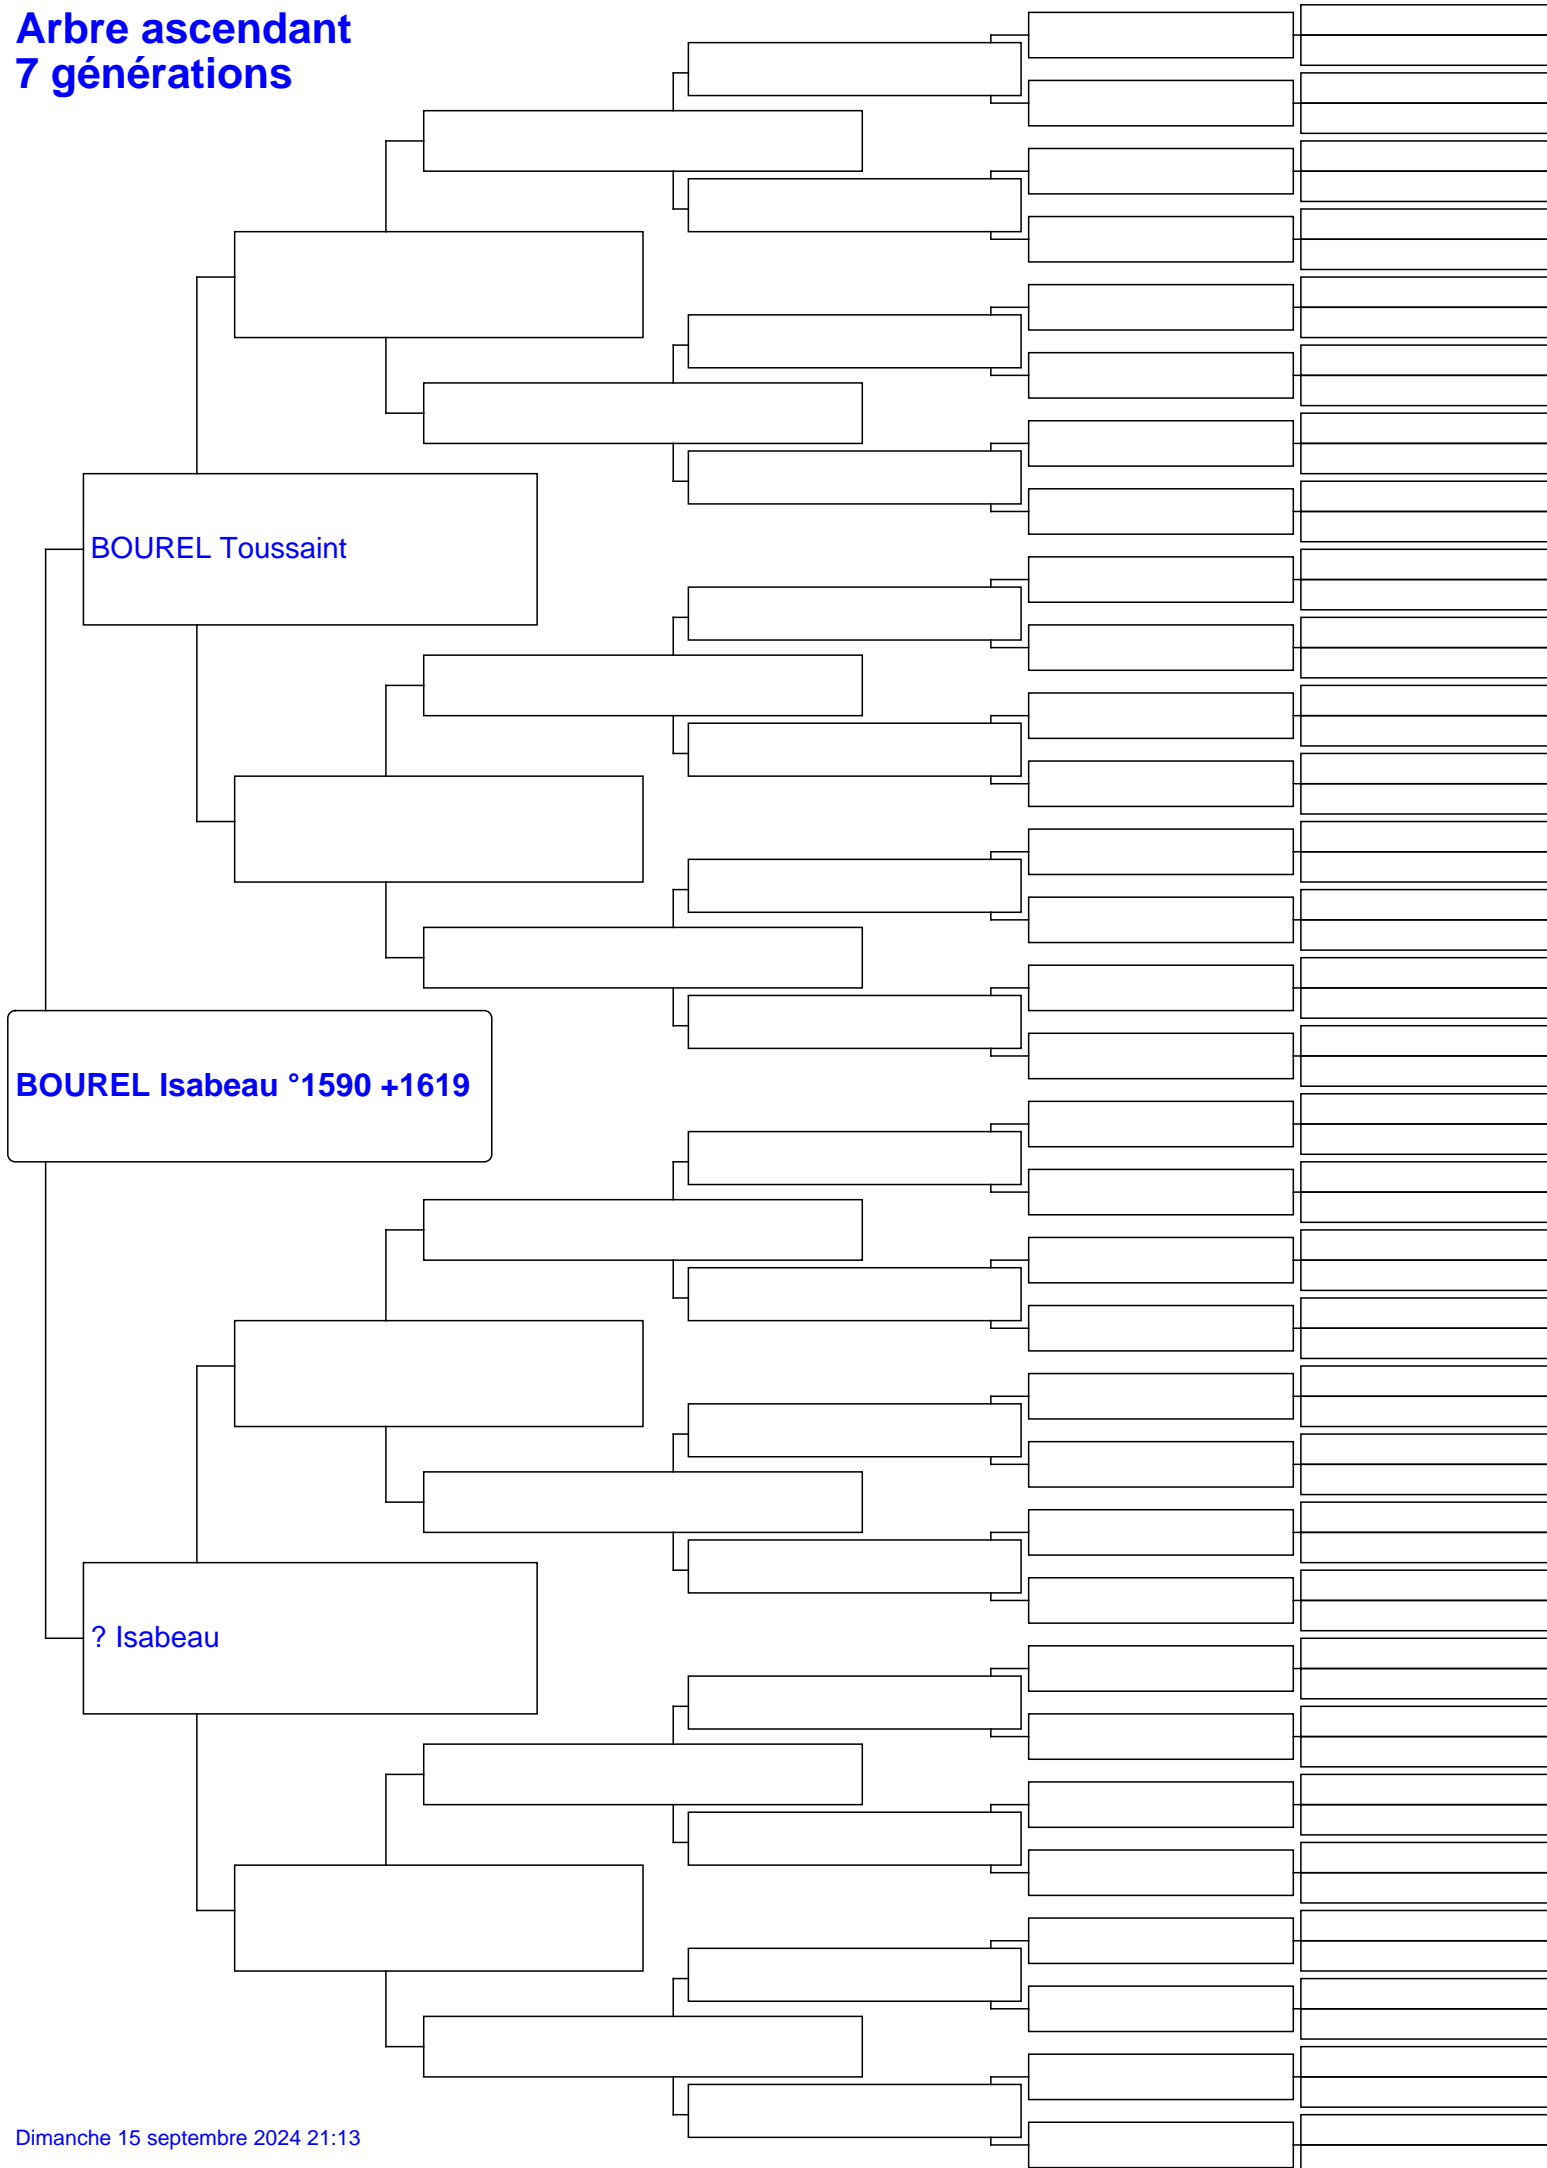 Arbre ascendant
7 générations
BOUREL Toussaint
BOUREL Isabeau °1590 +1619
? Isabeau
Dimanche 15 septembre 2024 21:13